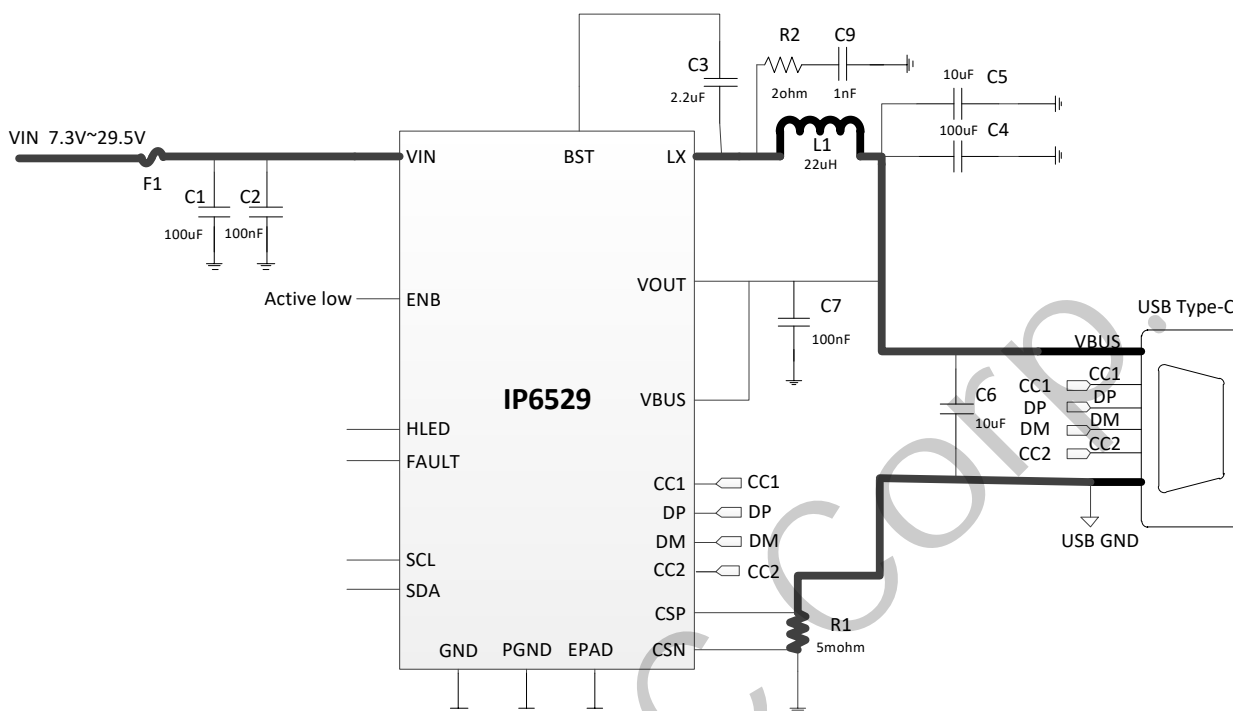 R2
C9
C3
2.2uF
2ohm
1nF
10uF
C5
100uF
C4
VIN 7.3V~29.5V
F1
C1
C2
100uF
100nF
VIN
BST
LX
L1
22uH
Active low
ENB
VOUT
C7
100nF
USB Type-C
VBUS
CC1
CC1
DP
DP
DM
DM
CC2
CC2
IP6529
VBUS
C6
10uF
HLED
FAULT
CC1
CC1
DP
DP
DM
DM
CC2
CC2
USB GND
SCL
SDA
CSP
CSN
R1
5mohm
GND
PGND
EPAD
C Corp.